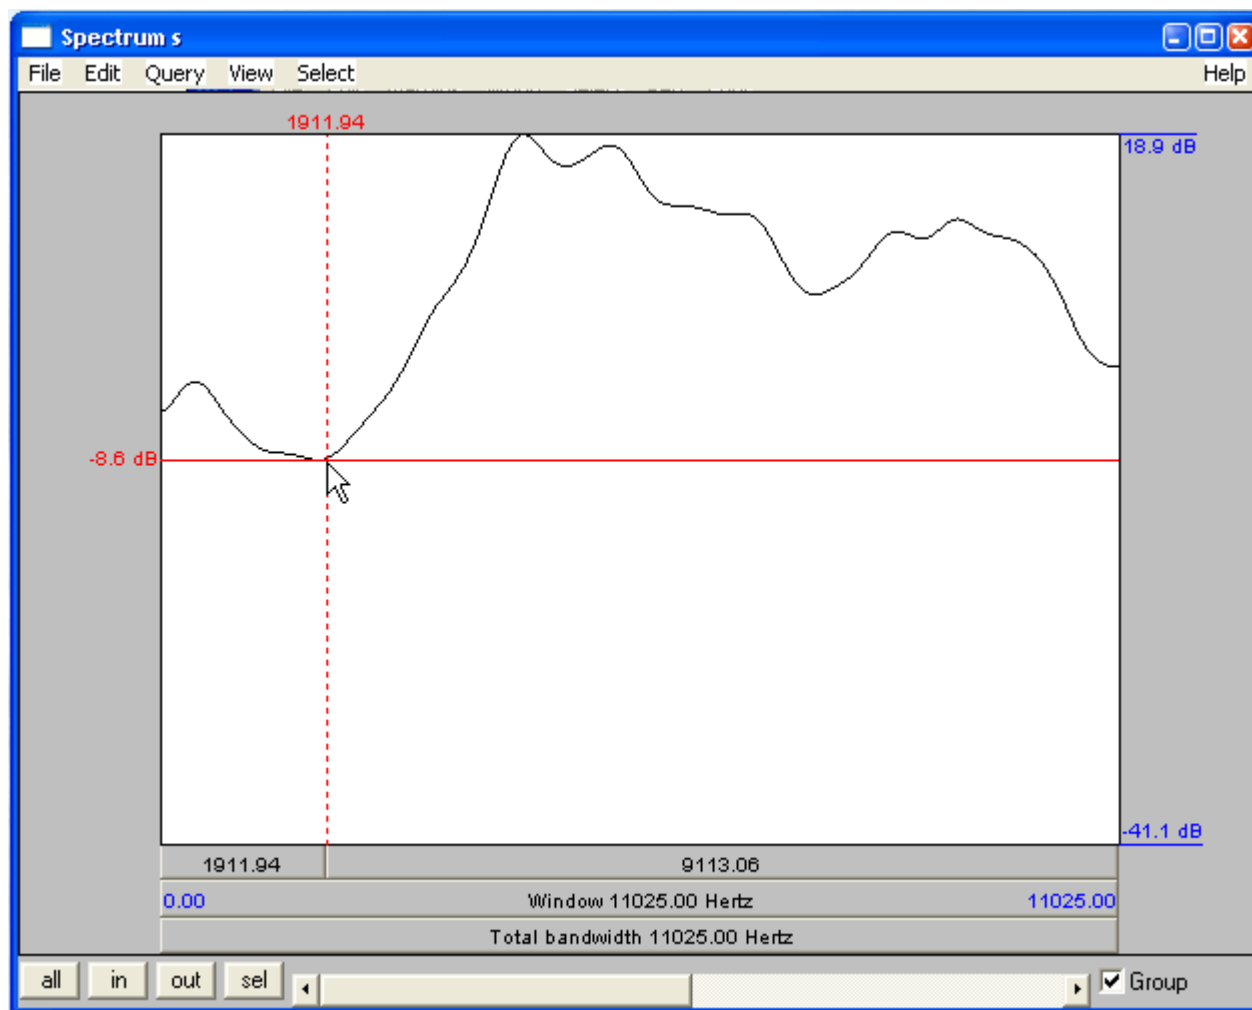 Spectrum s
File Edit Query View Select Help
1911.94
18.9 dB
-8.6 dB
-41.1 dB
1911.94 9113.06
0.00 Window 11025.00 Hertz 11025.00
Total bandwidth 11025.00 Hertz
all in out sel Group